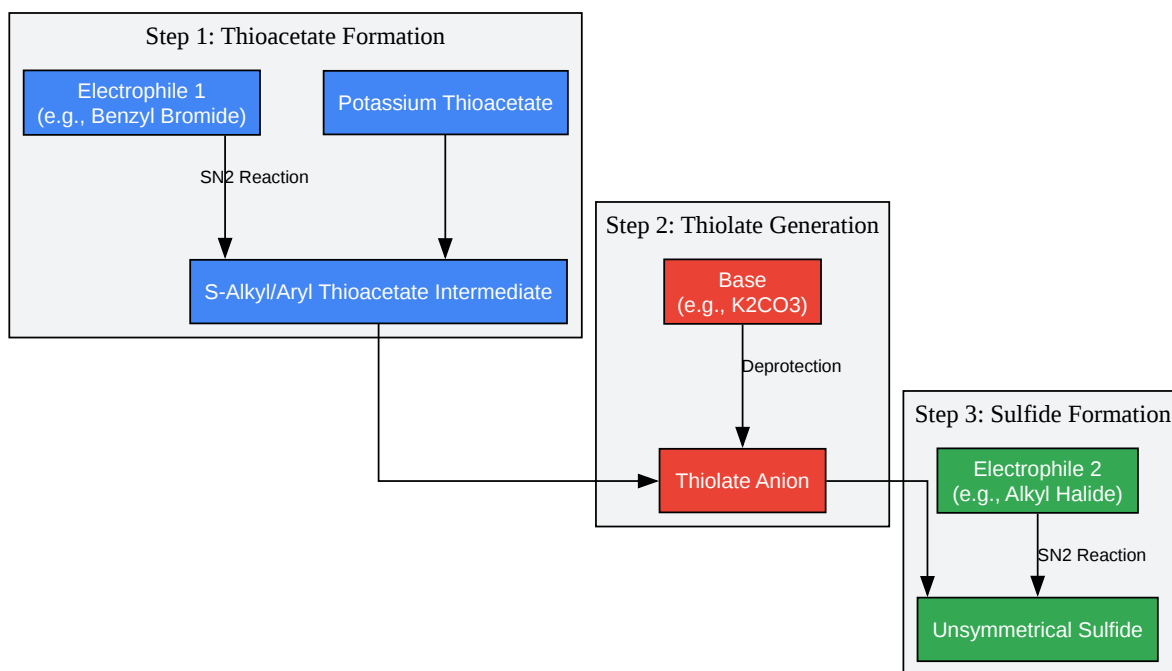 Step 1: Thioacetate Formation
Electrophile 1
(e.g., Benzyl Bromide)
Potassium Thioacetate
SN2 Reaction
S-Alkyl/Aryl Thioacetate Intermediate
Step 2: Thiolate Generation
Base
(e.g., K2CO3)
Deprotection
Thiolate Anion
Step 3: Sulfide Formation
Electrophile 2
(e.g., Alkyl Halide)
SN2 Reaction
Unsymmetrical Sulfide